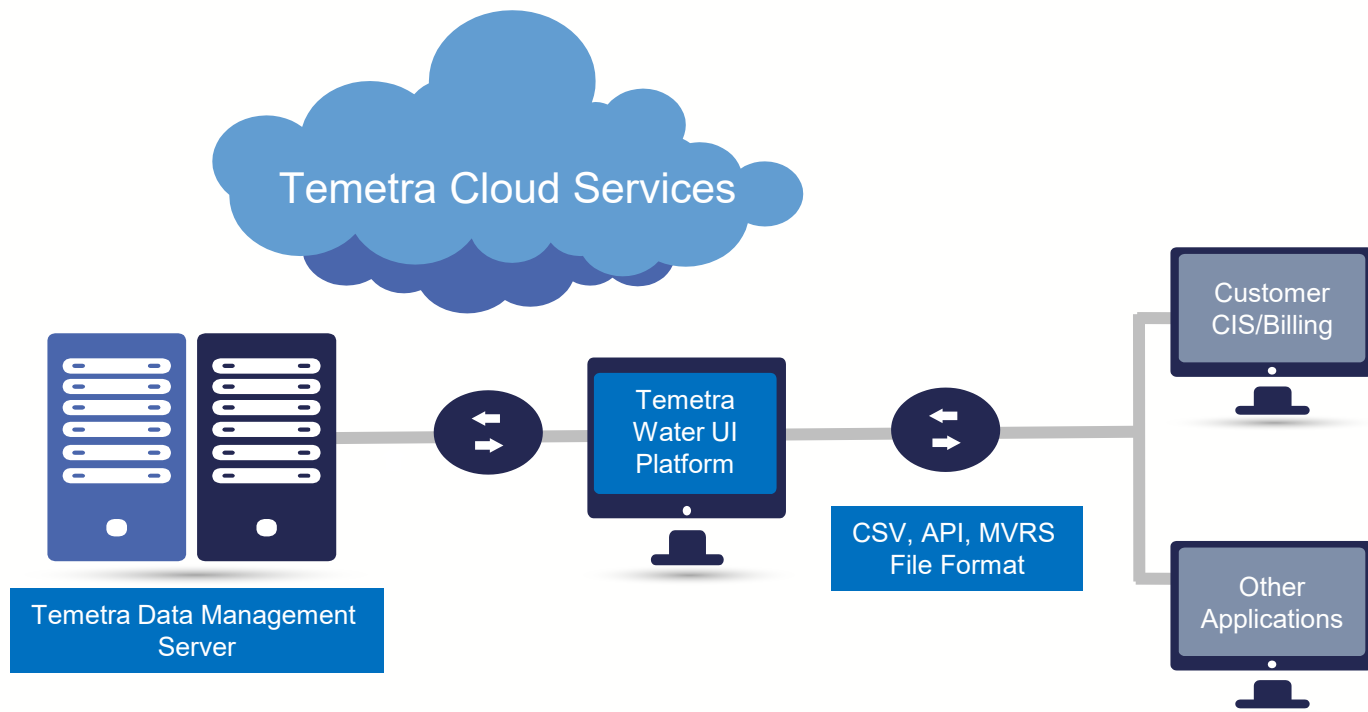 Temetra Cloud Services
Customer
CIS/Billing
Temetra
Water UI
Platform
CSV, API, MVRS
File Format
Temetra Data Management
Server
Other
Applications